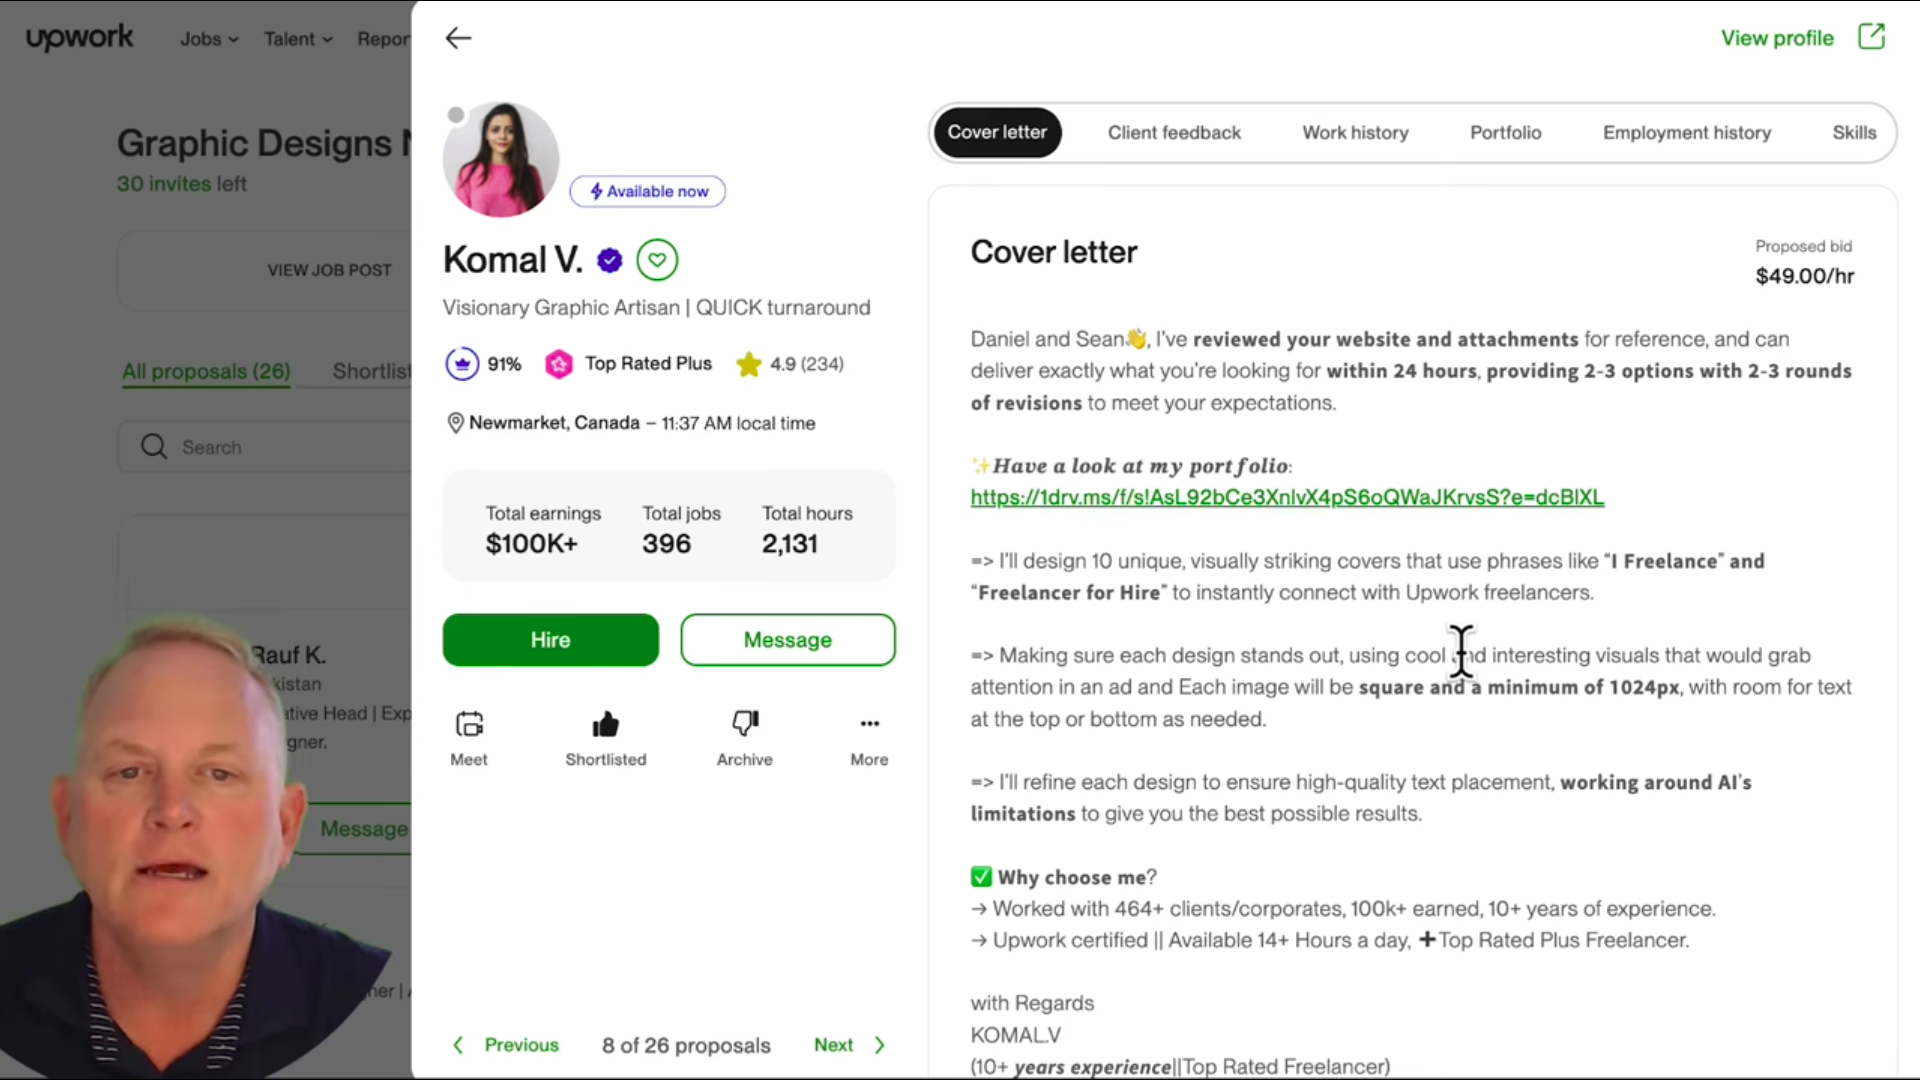 upwork
Jobs
Talent
Repor
View profile
Graphic Designs
30 invites left
VIEW JOB POST
All proposals (26)
Shortlist
Search
Rauf K.
kistan
ative Head | Exp
gner.
Message
Available now
Komal V.
Visionary Graphic Artisan | QUICK turnaround
91%
Top Rated Plus
4.9 (234)
Newmarket, Canada – 11:37 AM local time
Total earnings
Total jobs
Total hours
$100K+
396
2,131
Hire
Message
Meet
Shortlisted
Archive
More
Previous
8 of 26 proposals
Next
Cover letter
Client feedback
Work history
Portfolio
Employment history
Skills
Cover letter
Proposed bid
$49.00/hr
Daniel and Sean👋, I've reviewed your website and attachments for reference, and can
deliver exactly what you're looking for within 24 hours, providing 2-3 options with 2-3 rounds
of revisions to meet your expectations.
✨Have a look at my portfolio:
https://1drv.ms/f/s!AsL92bCe3XnlvX4pS6oQWaJKrvsS?e=dcBlXL
=> I'll design 10 unique, visually striking covers that use phrases like “I Freelance” and
“Freelancer for Hire” to instantly connect with Upwork freelancers.
=> Making sure each design stands out, using cool and interesting visuals that would grab
attention in an ad and Each image will be square and a minimum of 1024px, with room for text
at the top or bottom as needed.
=> I'll refine each design to ensure high-quality text placement, working around AI's
limitations to give you the best possible results.
✅ Why choose me?
→ Worked with 464+ clients/corporates, 100k+ earned, 10+ years of experience.
→ Upwork certified || Available 14+ Hours a day, ➕Top Rated Plus Freelancer.
with Regards
KOMAL.V
(10+ years experience||Top Rated Freelancer)